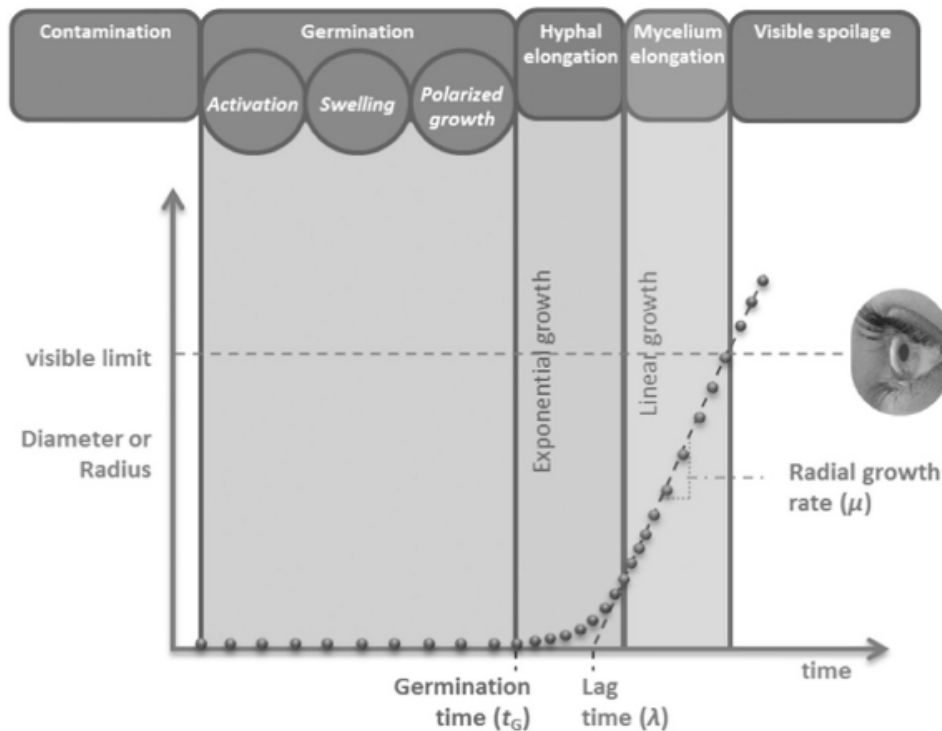 Contamination
Germination
Hyphal
elongation
Mycelium
elongation
Visible spoilage
Activation
Swelling
Polarized
growth
Exponential growth
Linear growth
visible limit
Diameter or
Radius
Radial growth
rate (μ)
time
Germination
time (tG)
Lag
time (λ)